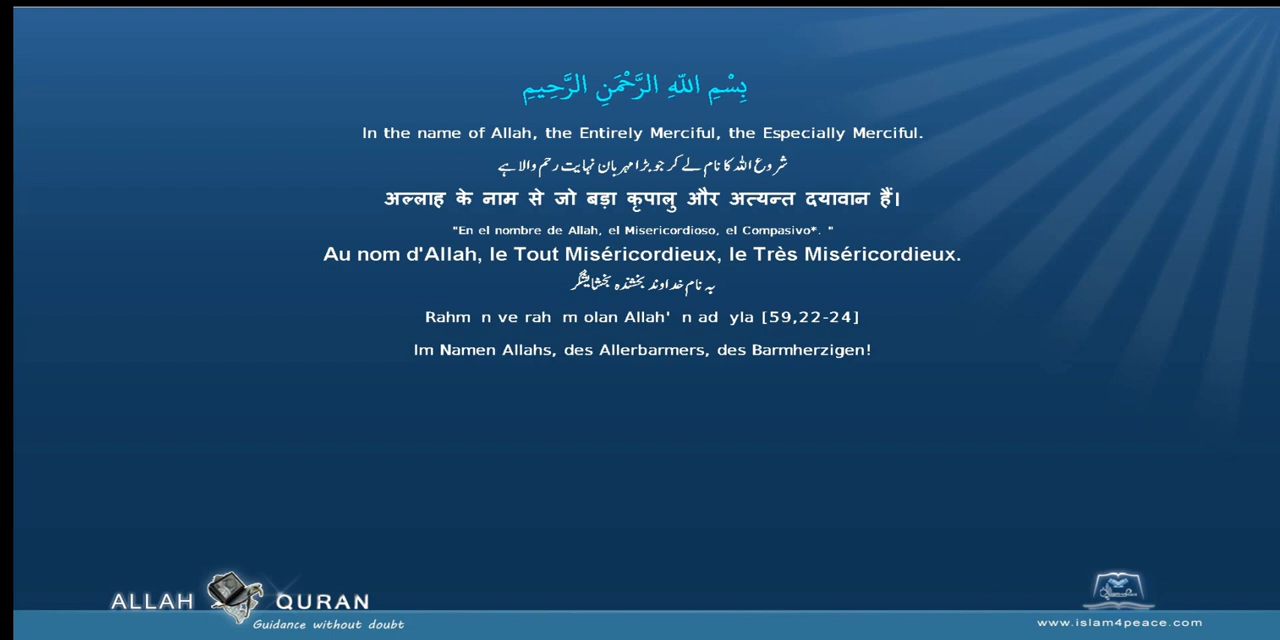 بِسْمِ اللّهِ الرَّحْمَنِ الرَّحِيمِ
In the name of Allah, the Entirely Merciful, the Especially Merciful.
شروع الله کا نام لے کر جو بڑا مہربان نہایت رحم والا ہے
अल्लाह के नाम से जो बड़ा कृपालु और अत्यन्त दयावान हैं।
"En el nombre de Allah, el Misericordioso, el Compasivo*. "
Au nom d'Allah, le Tout Miséricordieux, le Très Miséricordieux.
به نام خداوند بخشنده بخشایشگر
Rahm n ve rah m olan Allah' n ad yla [59,22-24]
Im Namen Allahs, des Allerbarmers, des Barmherzigen!
ALLAH QURAN
Guidance without doubt
www.islam4peace.com